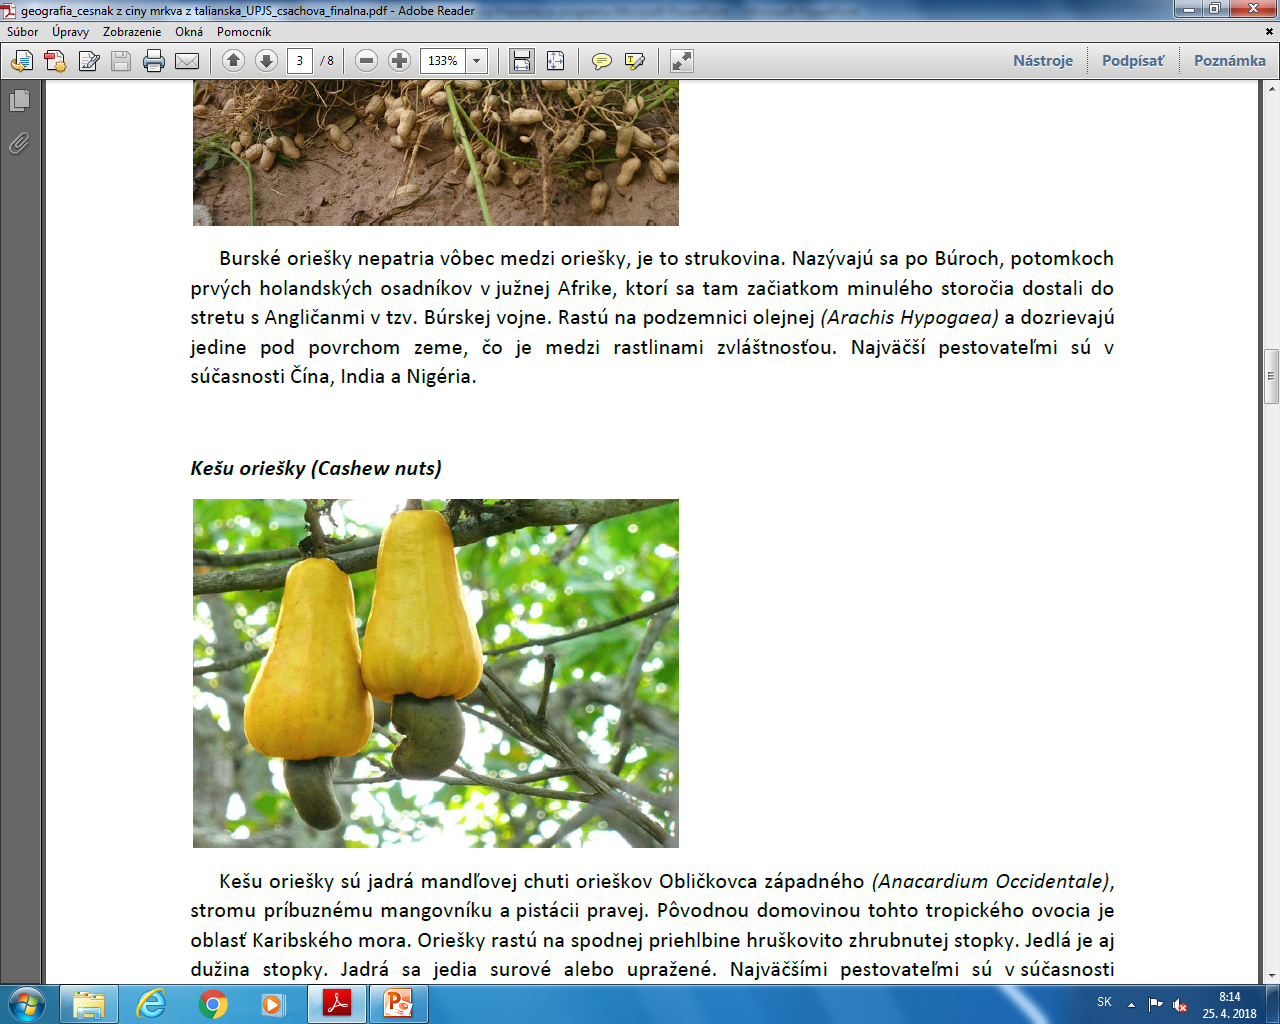 geografia_cesnak z ciny mrkva z talianska_UPJS_csachova_finalna.pdf - Adobe Reader
Súbor Úpravy Zobrazenie Okná Pomocník
3 / 8 133% Nástroje Podpísať Poznámka
Burské oriešky nepatria vôbec medzi oriešky, je to strukovina. Nazývajú sa po Búroch, potomkoch
prvých holandských osadníkov v južnej Afrike, ktorí sa tam začiatkom minulého storočia dostali do
stretu s Angličanmi v tzv. Búrskej vojne. Rastú na podzemnici olejnej (Arachis Hypogaea) a dozrievajú
jedine pod povrchom zeme, čo je medzi rastlinami zvláštnosťou. Najväčší pestovateľmi sú v
súčasnosti Čína, India a Nigéria.
Kešu oriešky (Cashew nuts)
Kešu oriešky sú jadrá mandľovej chuti orieškov Obličkovca západného (Anacardium Occidentale),
stromu príbuznému mangovníku a pistácii pravej. Pôvodnou domovinou tohto tropického ovocia je
oblasť Karibského mora. Oriešky rastú na spodnej priehlbine hruškovito zhrubnutej stopky. Jedlá je aj
dužina stopky. Jadrá sa jedia surové alebo upražené. Najväčšími pestovateľmi sú v súčasnosti
SK 8:14
25. 4. 2018